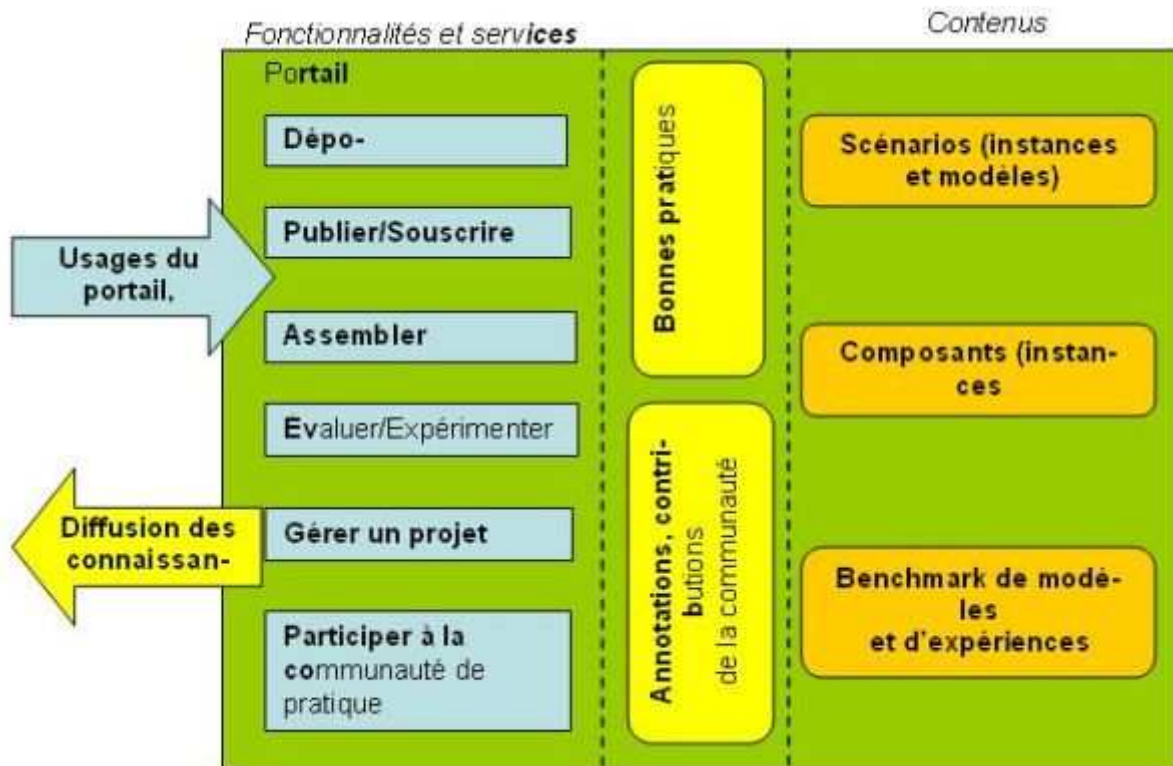 Fonctionnalités et services
Contenus
Portail
Dépo-
Publier/Souscrire
Assembler
Evaluer/Expérimenter
Gérer un projet
Participer à la
communauté de
pratique
Usages du
portail,
Diffusion des
connaissan-
Bonnes pratiques
Annotations, contri-
butions
de la communauté
Scénarios (instances
et modèles)
Composants (instan-
ces
Benchmark de modè-
les
et d'expériences